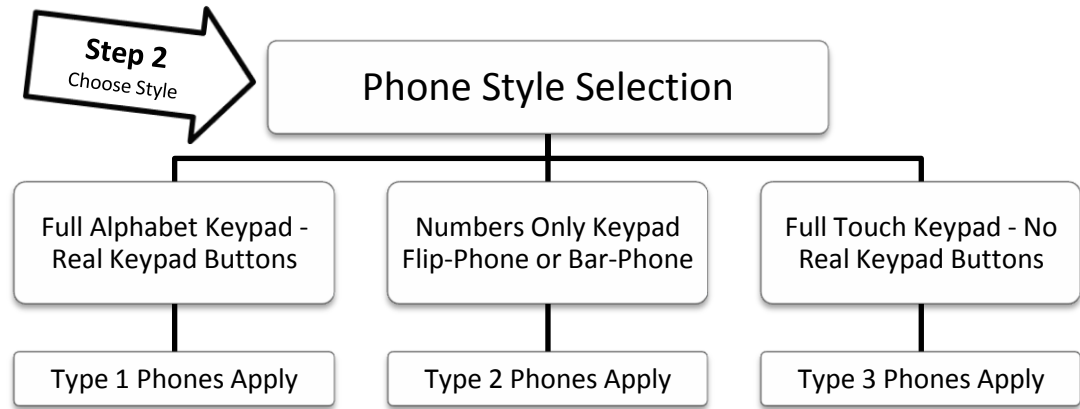 Step 2
Choose Style
Phone Style Selection
Full Alphabet Keypad -
Real Keypad Buttons
Numbers Only Keypad
Flip-Phone or Bar-Phone
Full Touch Keypad - No
Real Keypad Buttons
Type 1 Phones Apply
Type 2 Phones Apply
Type 3 Phones Apply